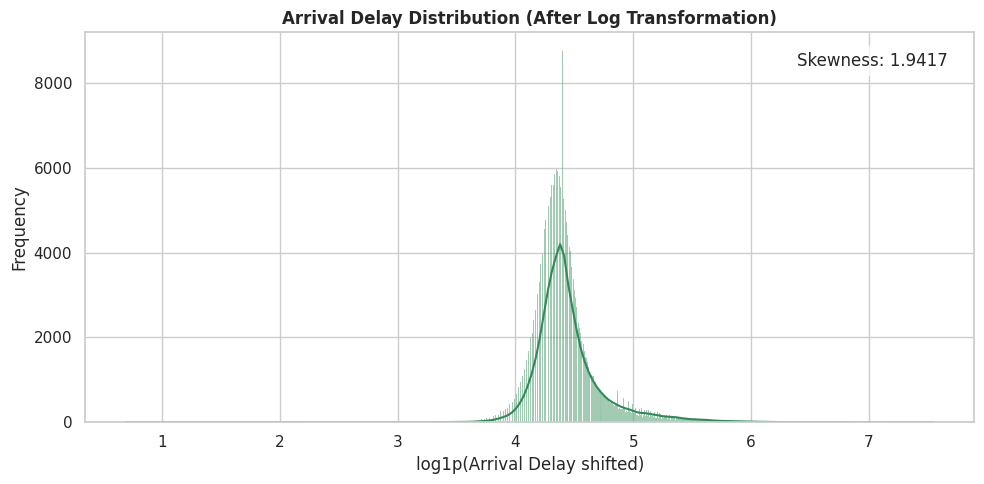 Arrival Delay Distribution (After Log Transformation)
Skewness: 1.9417
8000
6000
4000
2000
0
Frequency
1 2 3 4 5 6 7
log1p(Arrival Delay shifted)